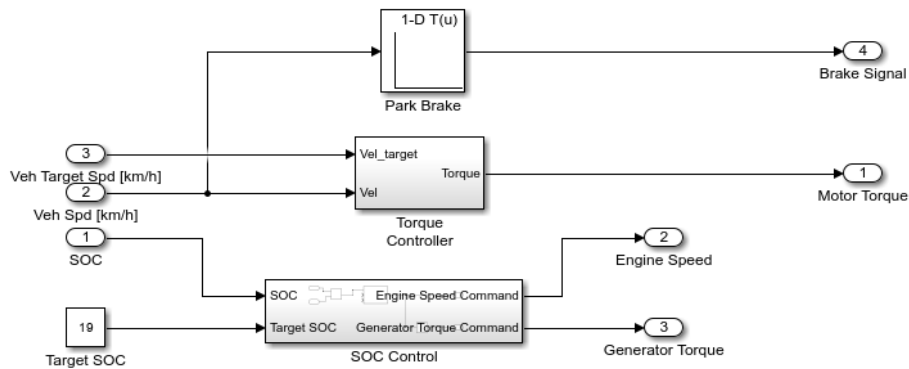 1-D T(u)
Park Brake
4
Brake Signal
3
Veh Target Spd [km/h]
2
Veh Spd [km/h]
Vel_target
Vel
Torque
Torque
Controller
1
Motor Torque
1
SOC
2
Engine Speed
SOC
Engine Speed Command
Target SOC
Generator Torque Command
SOC Control
19
Target SOC
3
Generator Torque